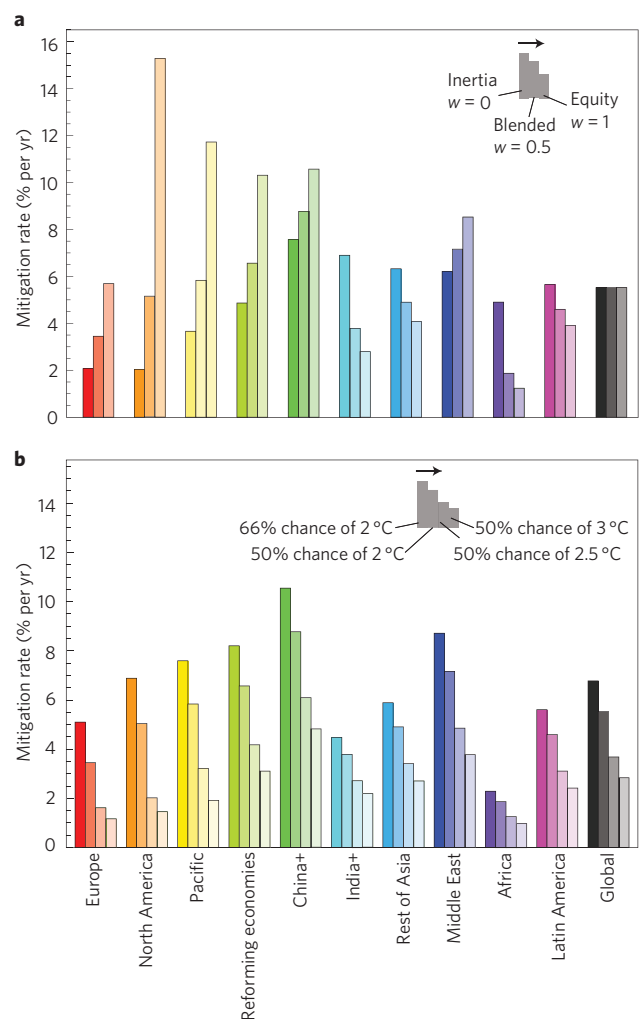 a
16
14
12
10
8
6
4
2
0
Mitigation rate (% per yr)
Inertia
w = 0
Blended
w = 0.5
Equity
w = 1
b
14
12
10
8
6
4
2
0
Mitigation rate (% per yr)
66% chance of 2 °C
50% chance of 2 °C
50% chance of 3 °C
50% chance of 2.5 °C
Europe
North America
Pacific
Reforming economies
China+
India+
Rest of Asia
Middle East
Africa
Latin America
Global